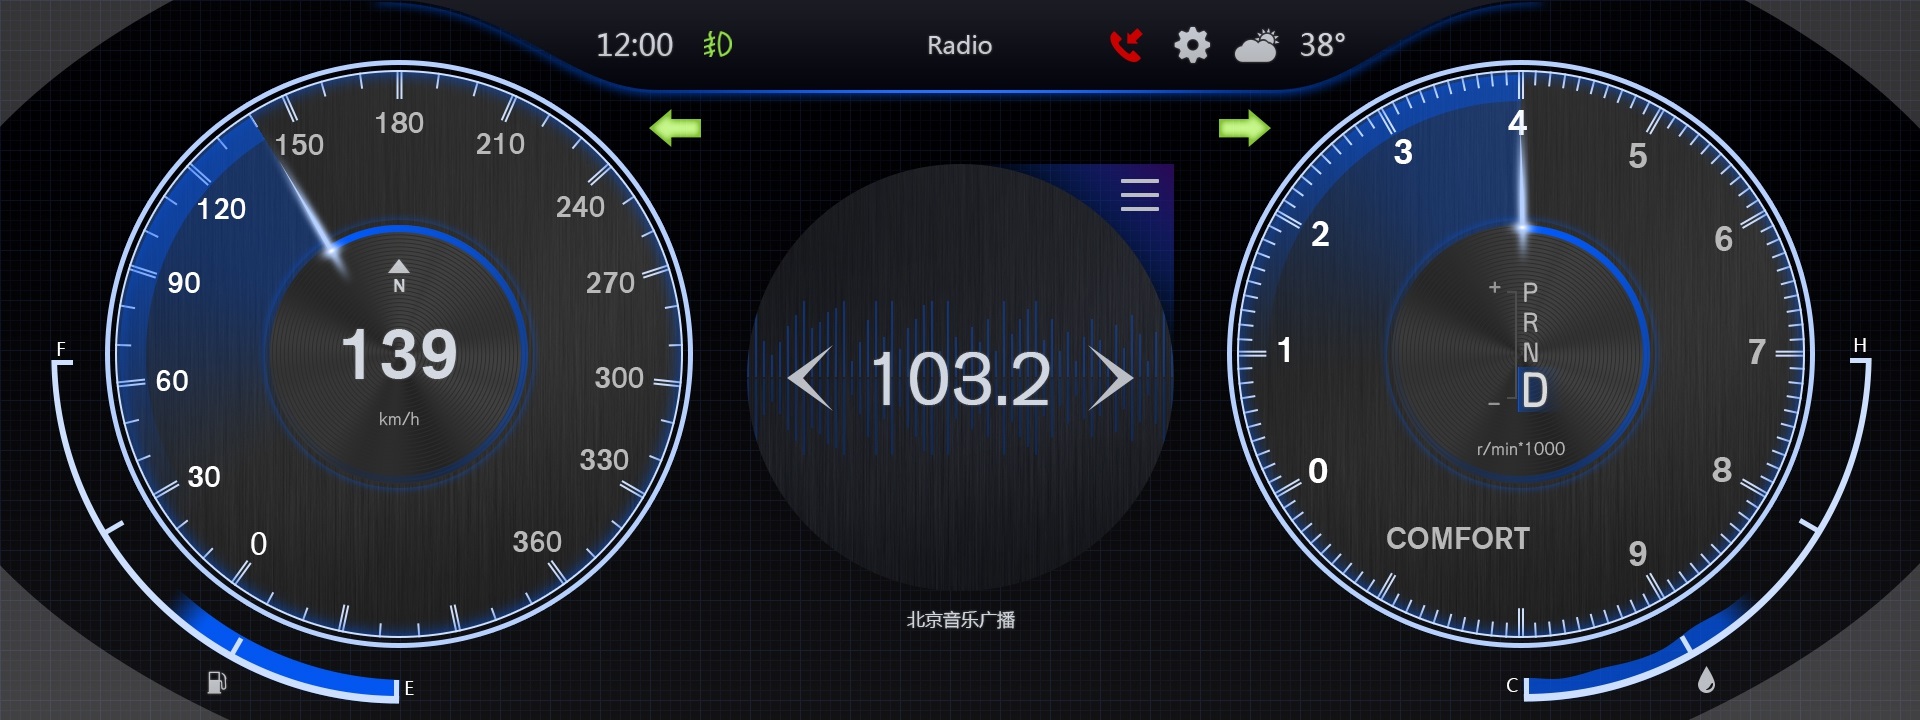 12:00
Radio
38°
0
30
60
90
120
150
180
210
240
270
300
330
360
N
139
km/h
F
E
103.2
北京音乐广播
0
1
2
3
4
5
6
7
8
9
+
P
R
N
D
−
r/min*1000
COMFORT
H
C